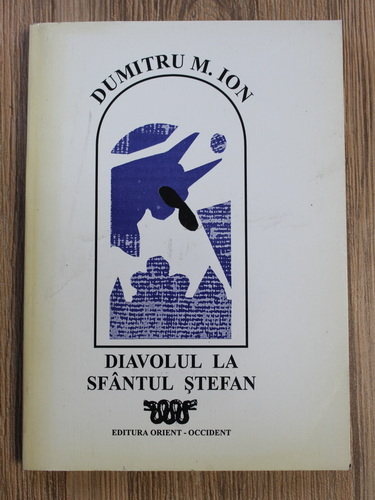 DUMITRU M. ION
DIAVOLUL LA
SFÂNTUL ŞTEFAN
EDITURA ORIENT - OCCIDENT